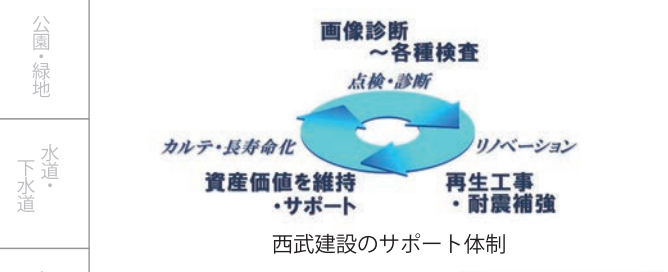 公園・緑地
水道・
下水道
画像診断
～各種検査
点検・診断
カルテ・長寿命化
リノベーション
資産価値を維持
・サポート
再生工事
・耐震補強
西武建設のサポート体制